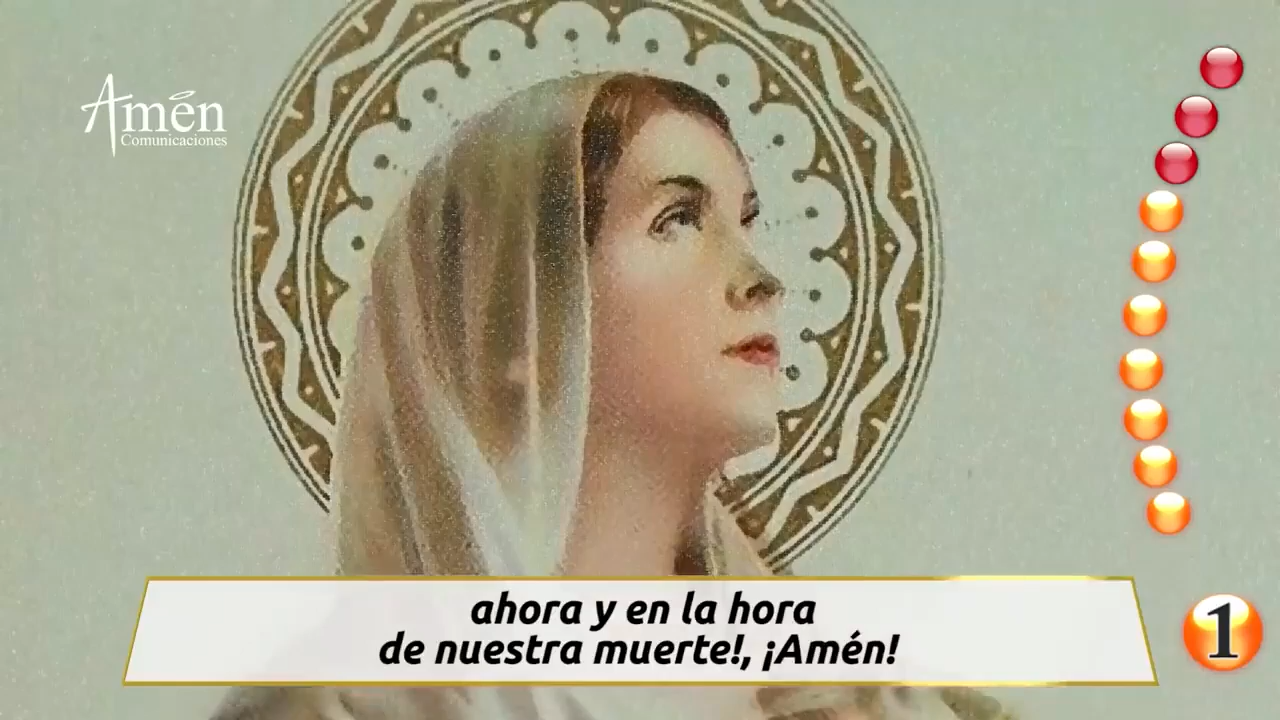 Amén
Comunicaciones
ahora y en la hora
de nuestra muerte!, ¡Amén!
1